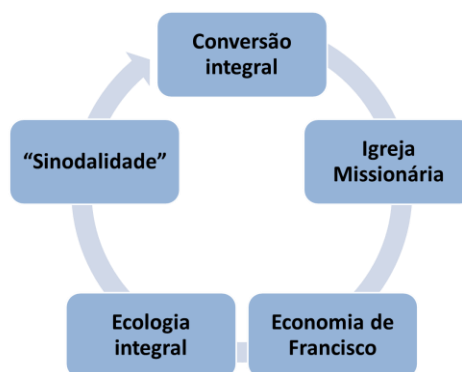 Conversão
integral
Igreja
Missionária
Economia de
Francisco
Ecologia
integral
“Sinodalidade”